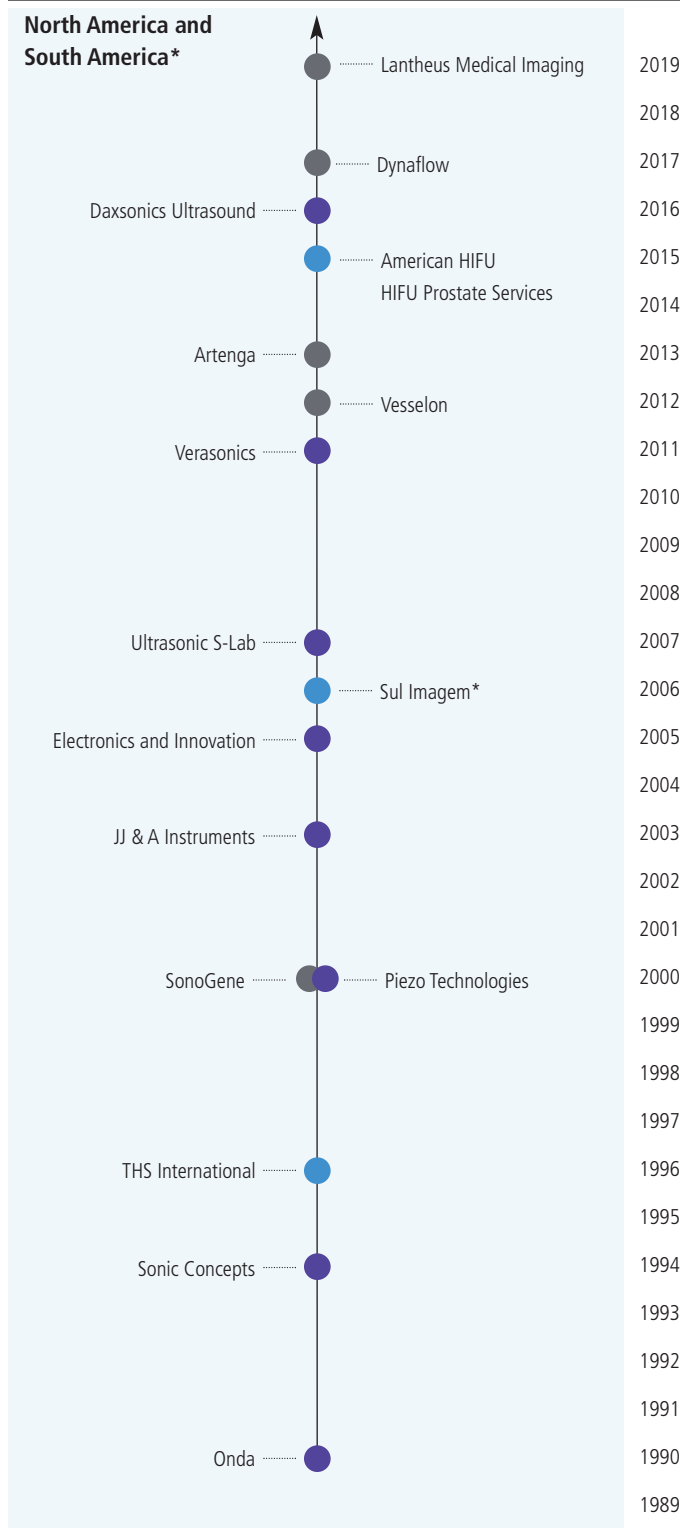 North America and
South America*
Lantheus Medical Imaging 2019
2018
Dynaflow 2017
Daxsonics Ultrasound 2016
American HIFU 2015
HIFU Prostate Services 2014
Artenga 2013
Vesselon 2012
Verasonics 2011
2010
2009
2008
Ultrasonic S-Lab 2007
Sul Imagem* 2006
Electronics and Innovation 2005
2004
JJ & A Instruments 2003
2002
2001
SonoGene Piezo Technologies 2000
1999
1998
1997
THS International 1996
1995
Sonic Concepts 1994
1993
1992
1991
Onda 1990
1989